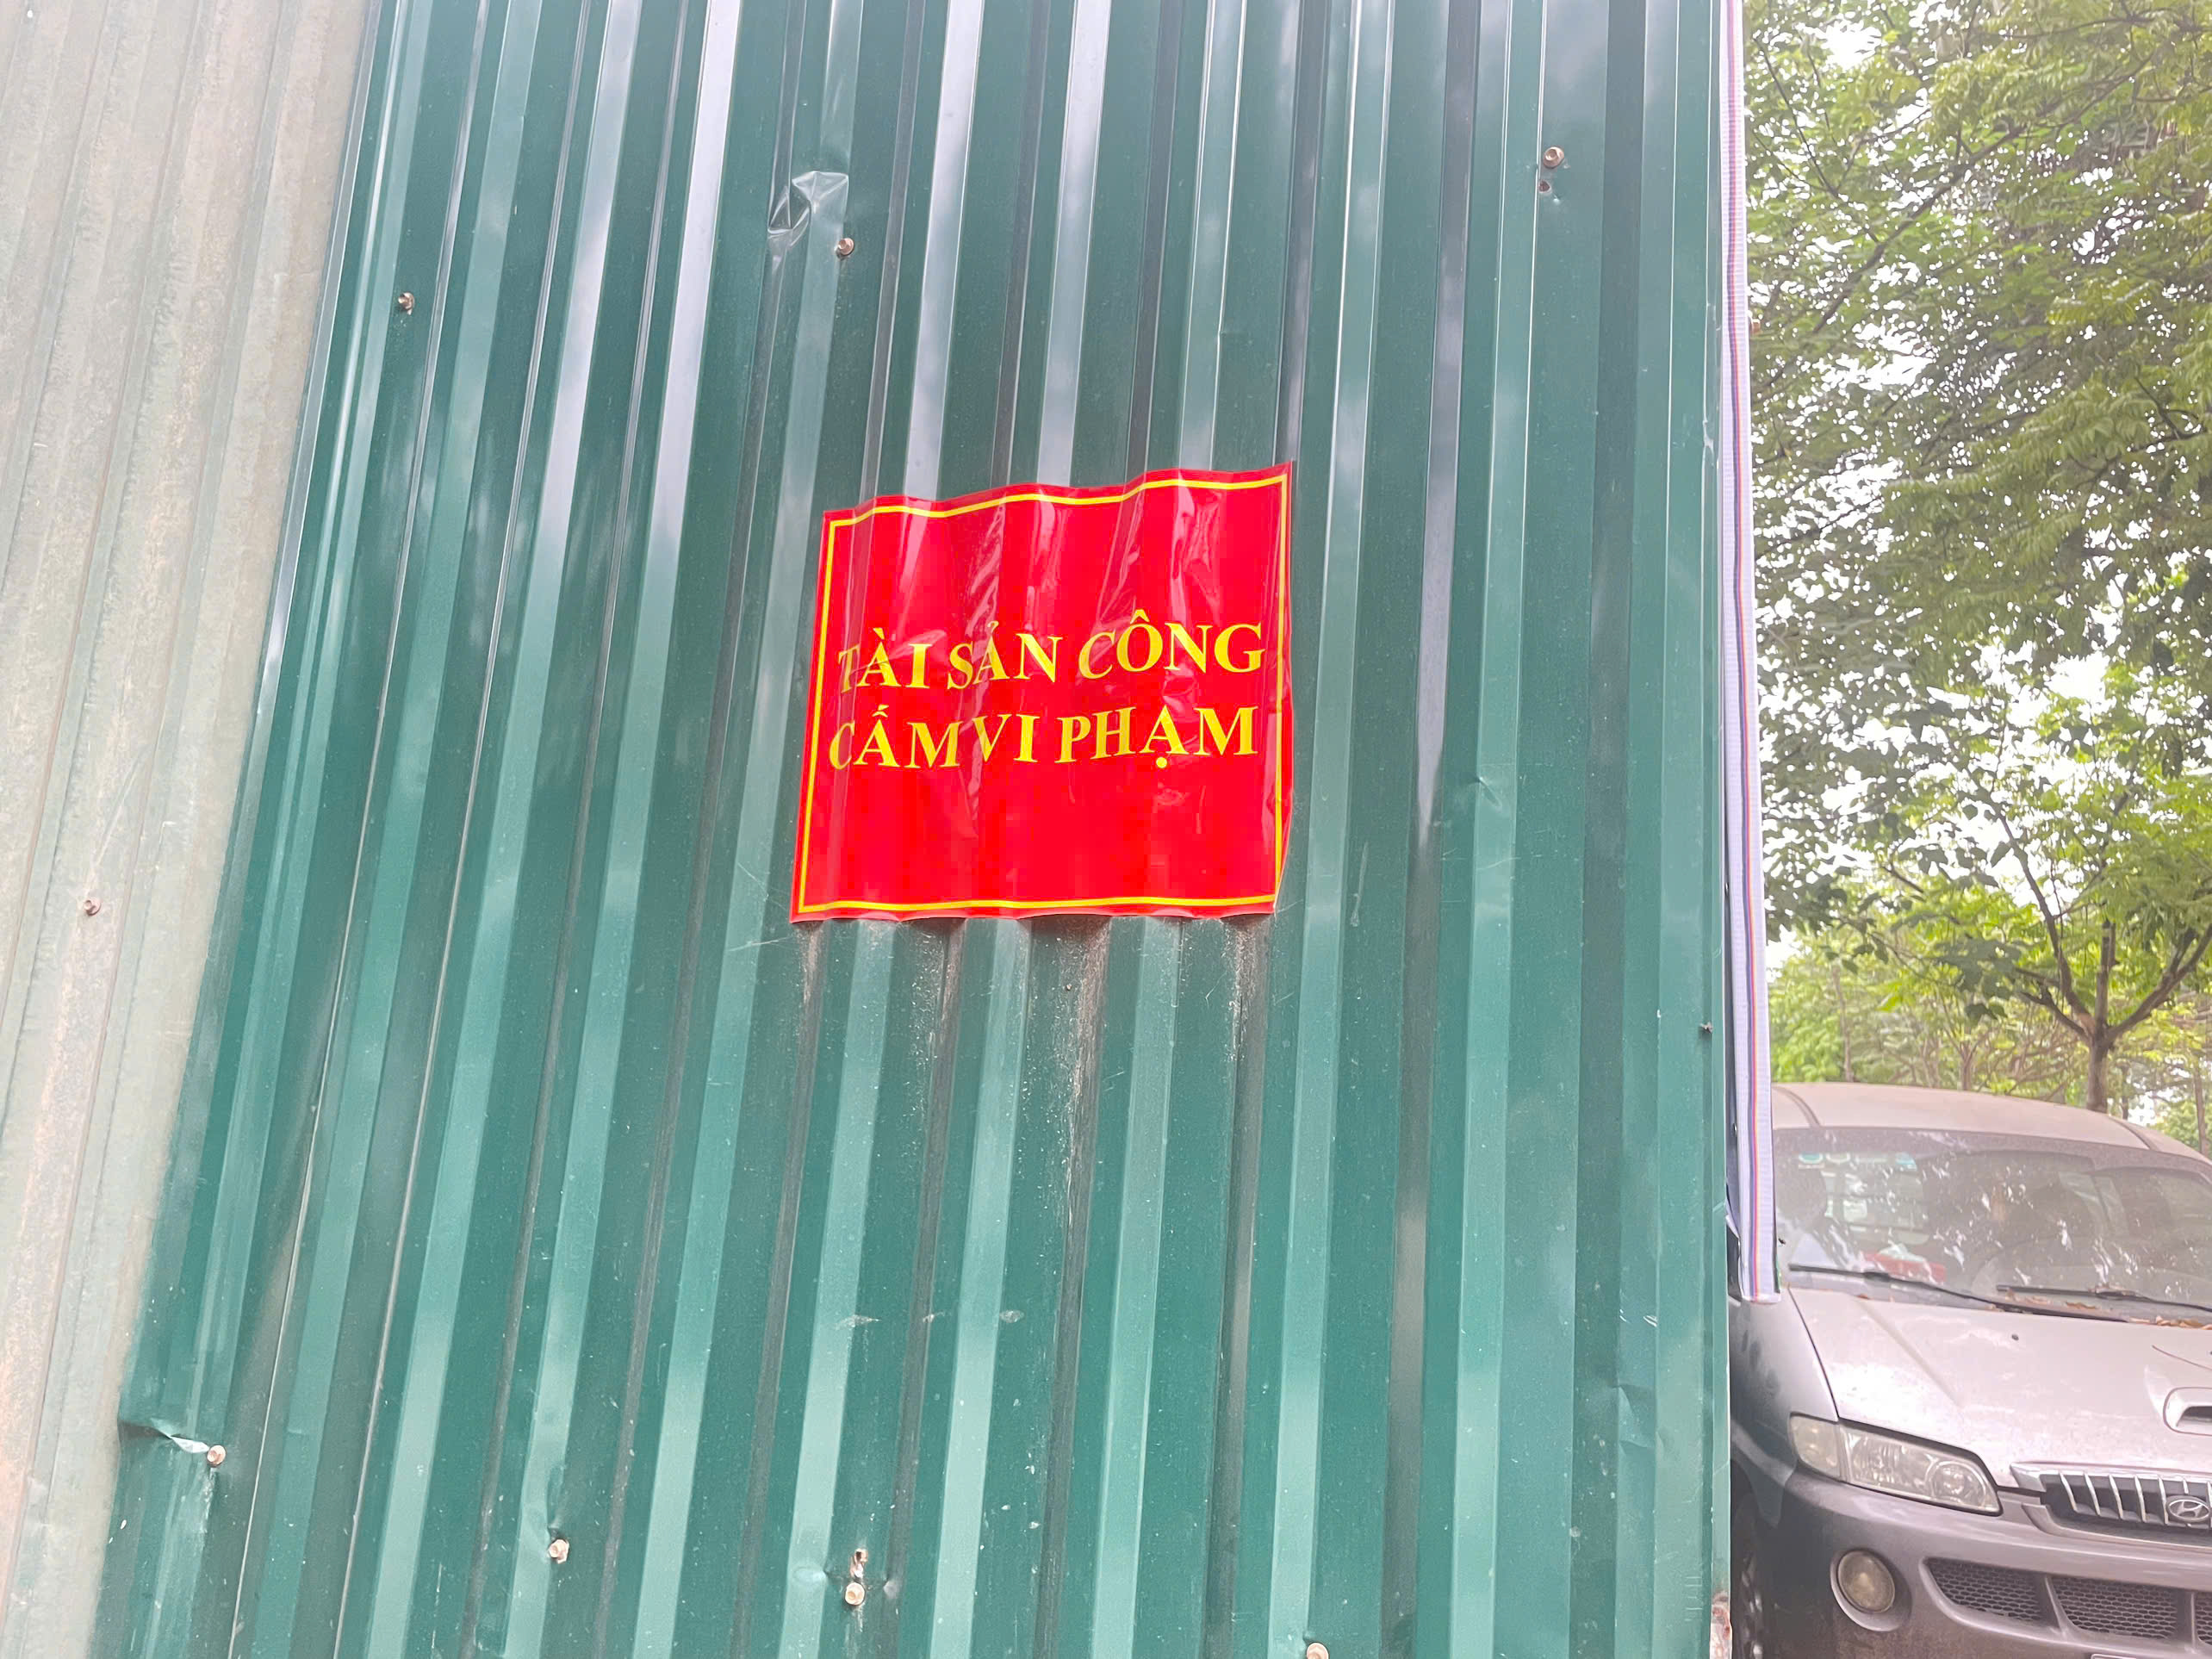 TÀI SẢN CÔNG
CẤM VI PHẠM